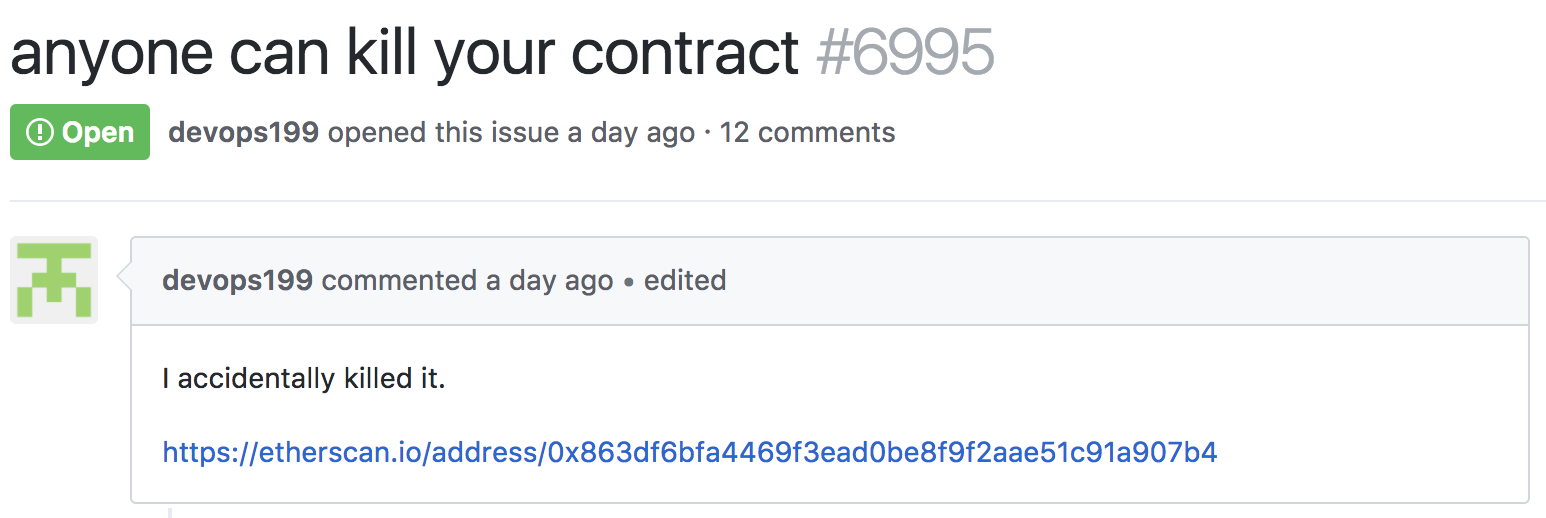 anyone can kill your contract #6995
Open devops199 opened this issue a day ago · 12 comments
devops199 commented a day ago • edited
I accidentally killed it.
https://etherscan.io/address/0x863df6bfa4469f3ead0be8f9f2aae51c91a907b4